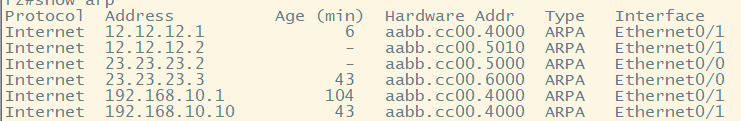 r2#show arp
Protocol  Address          Age (min)  Hardware Addr   Type   Interface
Internet  12.12.12.1              6   aabb.cc00.4000  ARPA   Ethernet0/1
Internet  12.12.12.2              -   aabb.cc00.5010  ARPA   Ethernet0/1
Internet  23.23.23.2              -   aabb.cc00.5000  ARPA   Ethernet0/0
Internet  23.23.23.3             43   aabb.cc00.6000  ARPA   Ethernet0/0
Internet  192.168.10.1          104   aabb.cc00.4000  ARPA   Ethernet0/1
Internet  192.168.10.10          43   aabb.cc00.4000  ARPA   Ethernet0/1